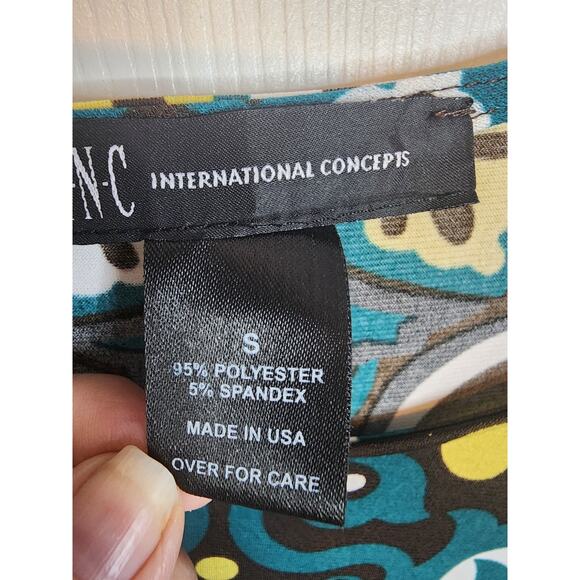 -N-C INTERNATIONAL CONCEPTS
S
95% POLYESTER
5% SPANDEX
MADE IN USA
OVER FOR CARE